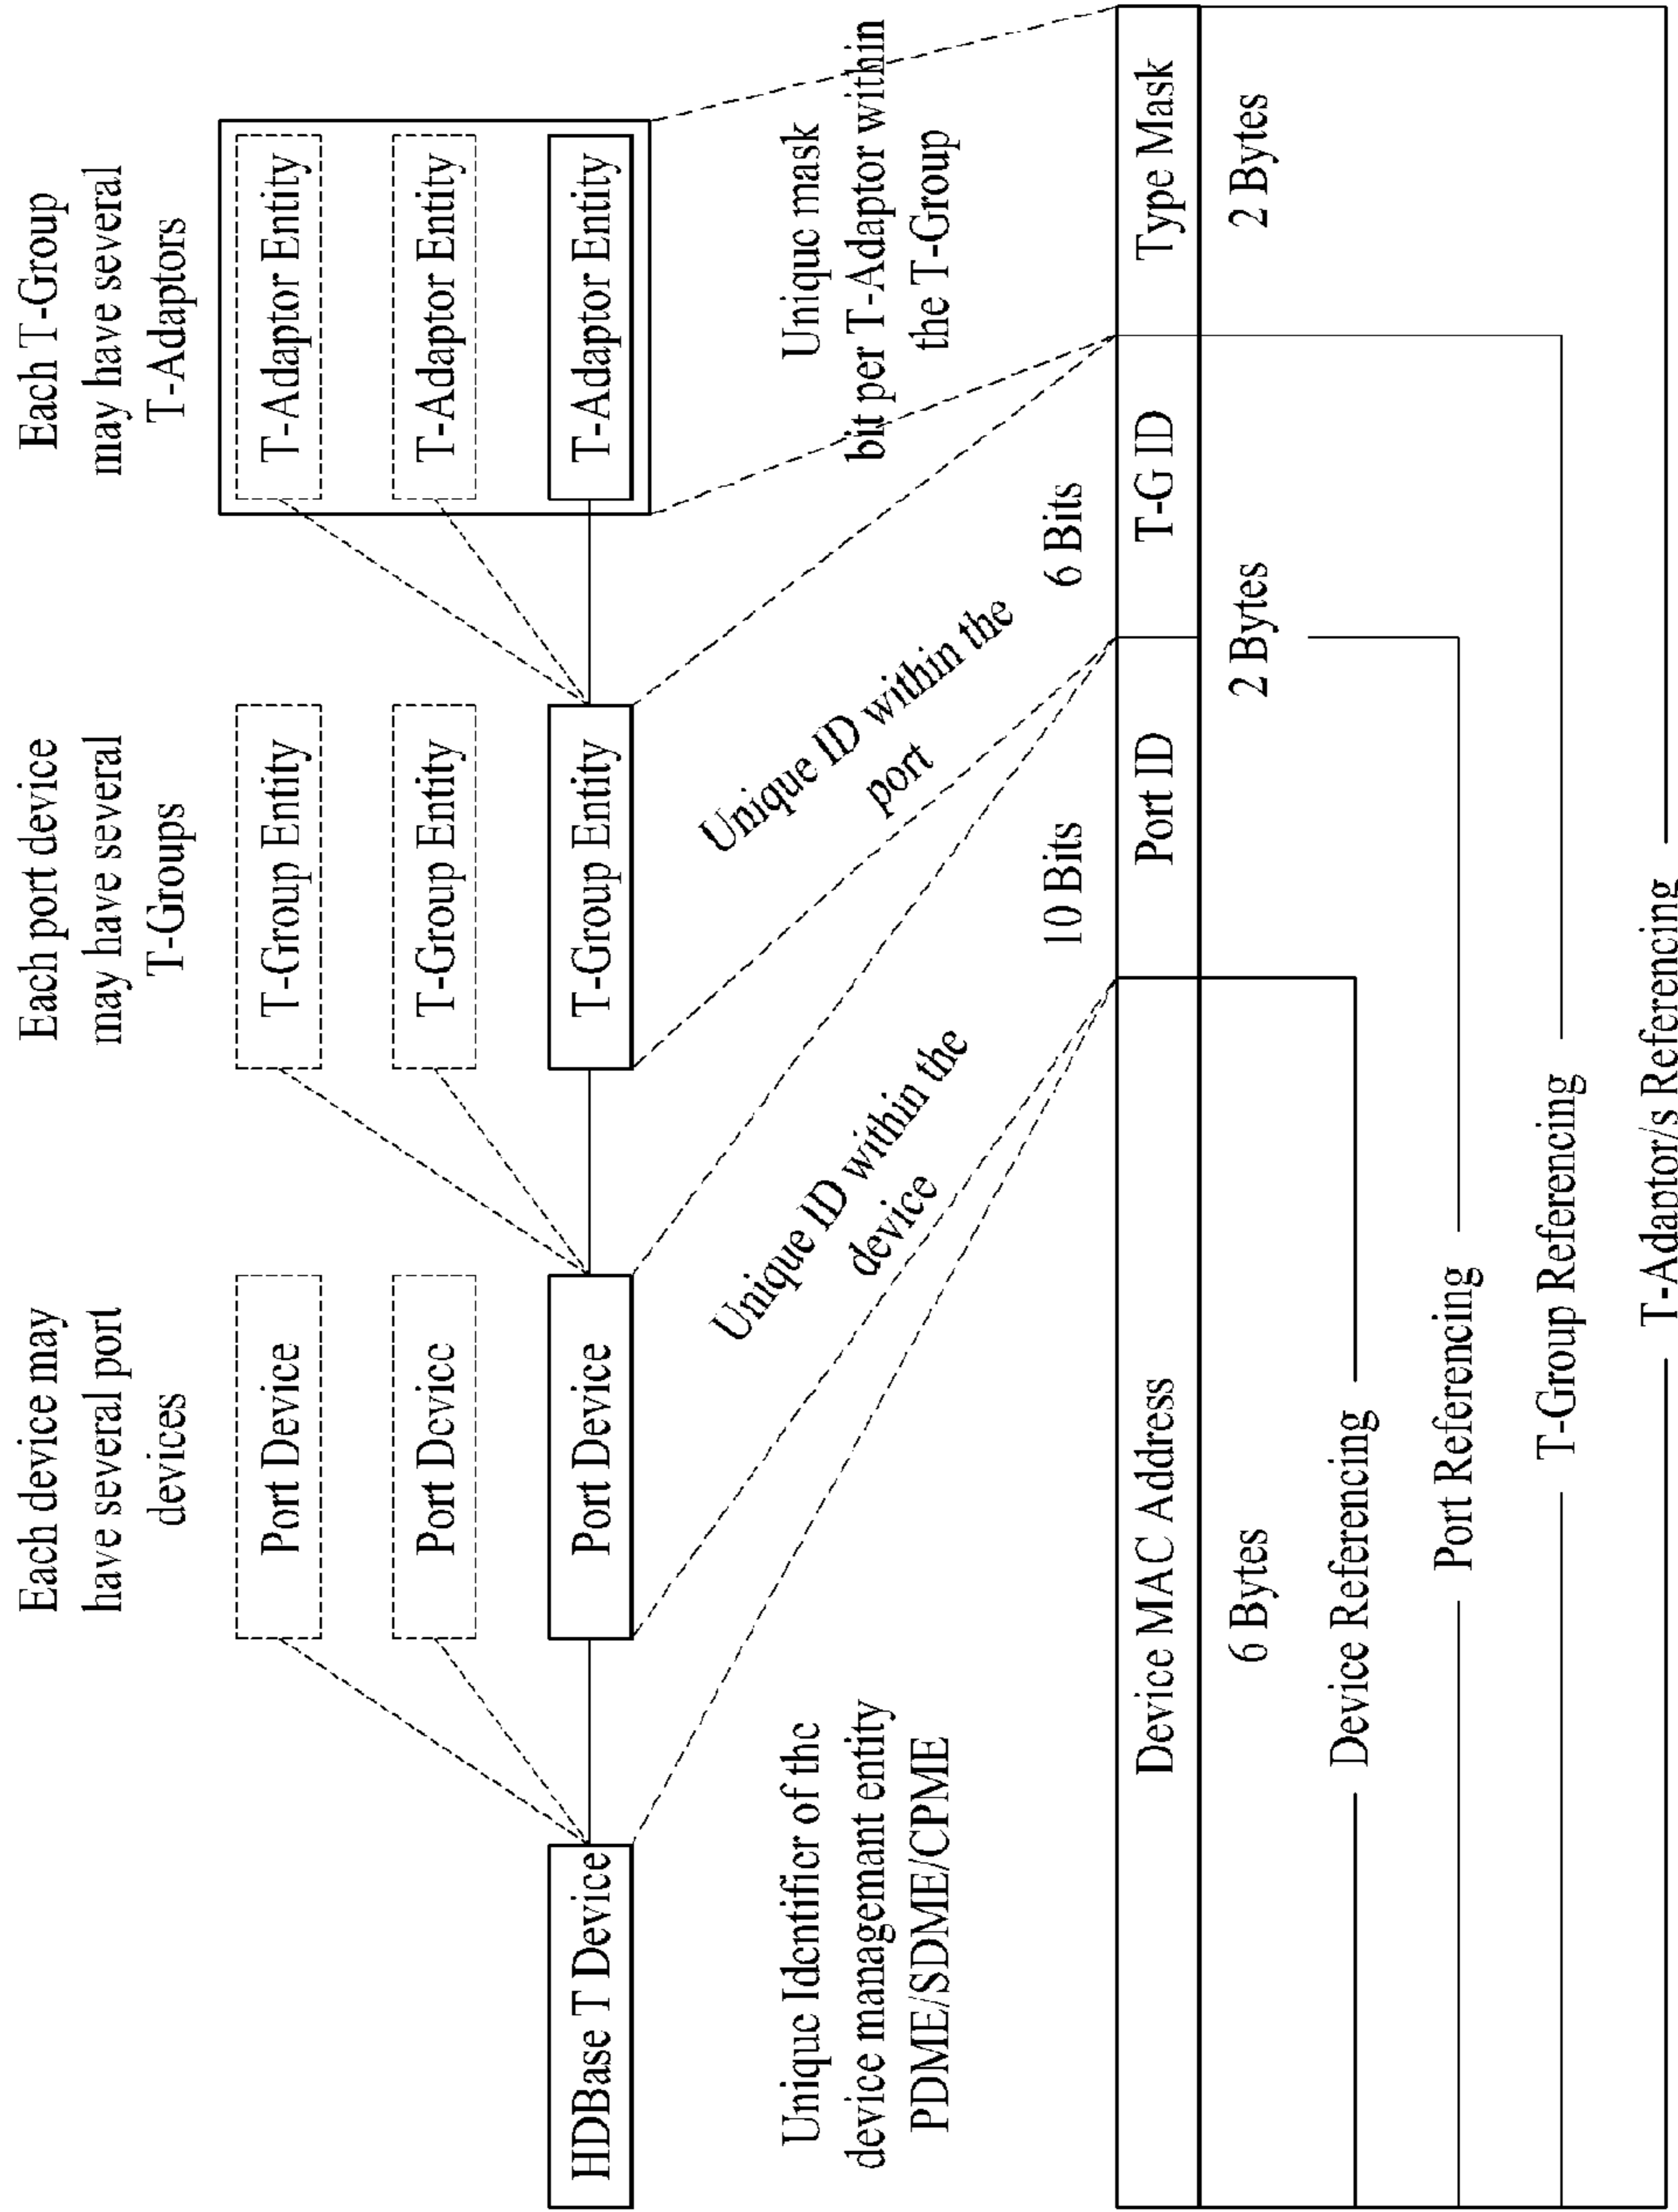 Each device may
have several port
devices
Each port device
may have several
T-Groups
Each T-Group
may have several
T-Adaptors
Port Device
T-Group Entity
T-Adaptor Entity
Port Device
T-Group Entity
T-Adaptor Entity
HDBase T Device
Port Device
T-Group Entity
T-Adaptor Entity
Unique Identifier of the
device management entity
PDME/SDME/CPME
Unique ID within the
device
Unique ID within the
port
Unique mask
bit per T-Adaptor within
the T-Group
10 Bits
6 Bits
Device MAC Address
Port ID
T-G ID
Type Mask
6 Bytes
2 Bytes
2 Bytes
Device Referencing
Port Referencing
T-Group Referencing
T-Adaptor/s Referencing